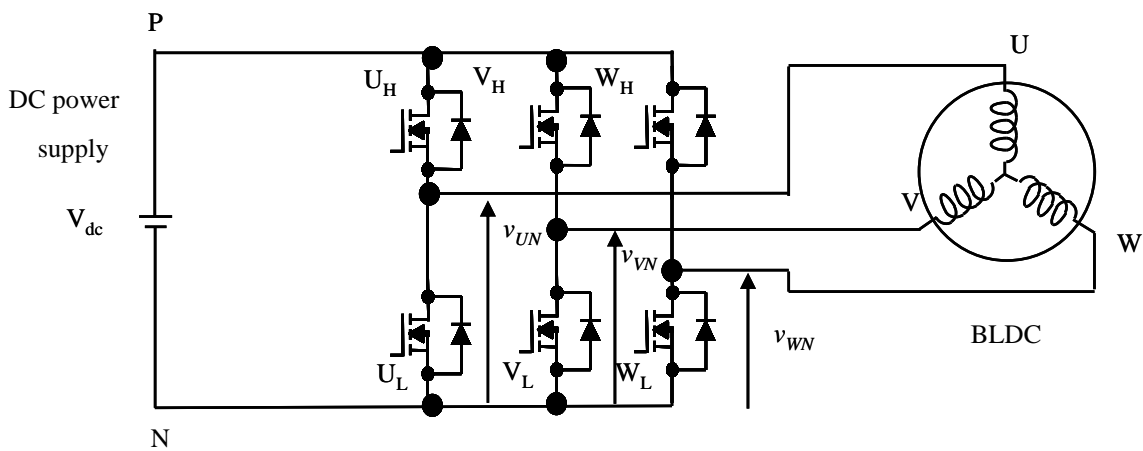 P
U
U_H
V_H
W_H
DC power
supply
V_dc
v_UN
v_VN
v_WN
V
W
BLDC
U_L
V_L
W_L
N